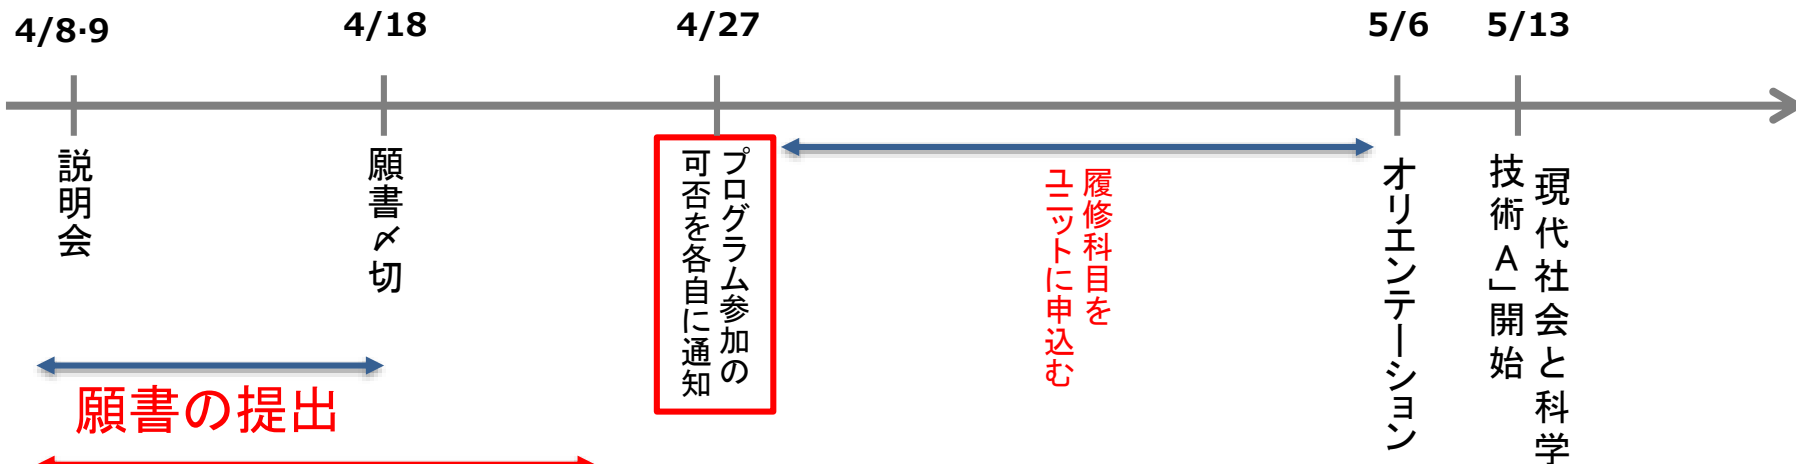 4/8·9
4/18
4/27
5/6
5/13
説明会
願書〆切
プログラム参加の
可否を各自に通知
履修科目を
ユニットに申込む
オリエンテーション
「現代社会と科学
技術A」開始
願書の提出